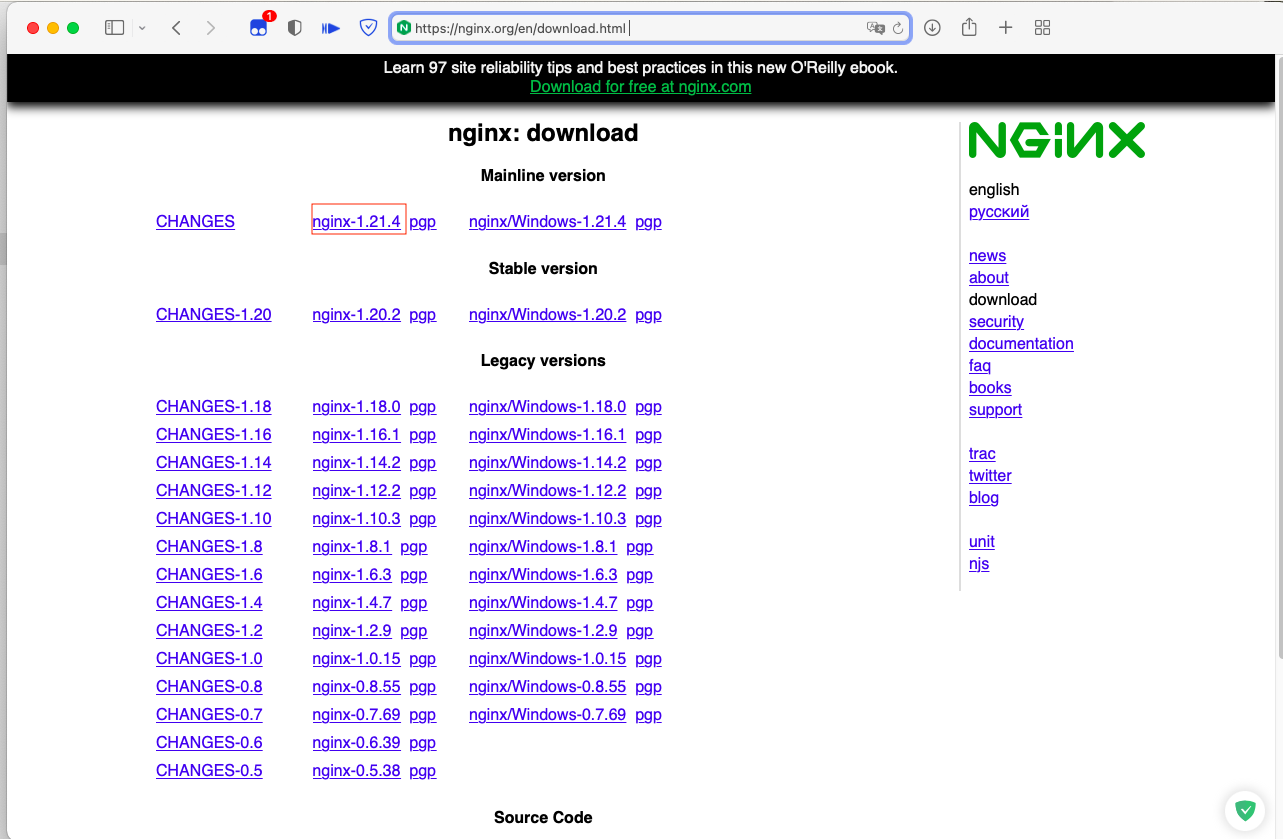 1
https://nginx.org/en/download.html
Learn 97 site reliability tips and best practices in this new O'Reilly ebook.
Download for free at nginx.com
nginx: download
Mainline version
CHANGES nginx-1.21.4 pgp nginx/Windows-1.21.4 pgp
Stable version
CHANGES-1.20 nginx-1.20.2 pgp nginx/Windows-1.20.2 pgp
Legacy versions
CHANGES-1.18 nginx-1.18.0 pgp nginx/Windows-1.18.0 pgp
CHANGES-1.16 nginx-1.16.1 pgp nginx/Windows-1.16.1 pgp
CHANGES-1.14 nginx-1.14.2 pgp nginx/Windows-1.14.2 pgp
CHANGES-1.12 nginx-1.12.2 pgp nginx/Windows-1.12.2 pgp
CHANGES-1.10 nginx-1.10.3 pgp nginx/Windows-1.10.3 pgp
CHANGES-1.8 nginx-1.8.1 pgp nginx/Windows-1.8.1 pgp
CHANGES-1.6 nginx-1.6.3 pgp nginx/Windows-1.6.3 pgp
CHANGES-1.4 nginx-1.4.7 pgp nginx/Windows-1.4.7 pgp
CHANGES-1.2 nginx-1.2.9 pgp nginx/Windows-1.2.9 pgp
CHANGES-1.0 nginx-1.0.15 pgp nginx/Windows-1.0.15 pgp
CHANGES-0.8 nginx-0.8.55 pgp nginx/Windows-0.8.55 pgp
CHANGES-0.7 nginx-0.7.69 pgp nginx/Windows-0.7.69 pgp
CHANGES-0.6 nginx-0.6.39 pgp
CHANGES-0.5 nginx-0.5.38 pgp
Source Code
NGINX
english
русский
news
about
download
security
documentation
faq
books
support
trac
twitter
blog
unit
njs